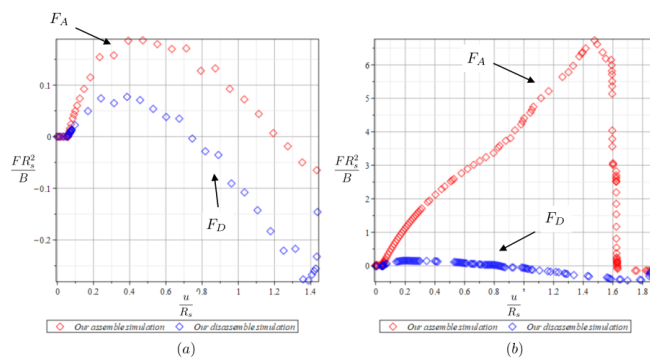 F_A
0.1
0
−0.1
−0.2
FR_s^2
B
F_D
0 0.2 0.4 0.6 0.8 1 1.2 1.4
u
R_s
Our assemble simulation Our disassemble simulation
(a)
F_A
6
5
4
3
2
1
0
FR_s^2
B
F_D
0 0.2 0.4 0.6 0.8 1 1.2 1.4 1.6 1.8
u
R_s
Our assemble simulation Our disassemble simulation
(b)